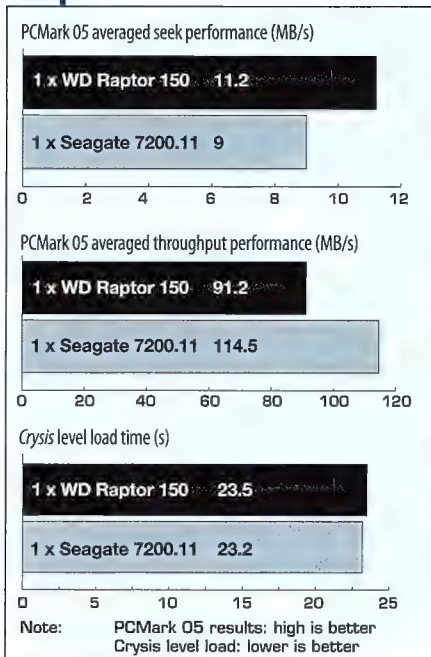 PCMark 05 averaged seek performance (MB/s)
1 x WD Raptor 150 11.2
1 x Seagate 7200.11 9
0 2 4 6 8 10 12
PCMark 05 averaged throughput performance (MB/s)
1 x WD Raptor 150 91.2
1 x Seagate 7200.11 114.5
0 20 40 60 80 100 120
Crysis level load time (s)
1 x WD Raptor 150 23.5
1 x Seagate 7200.11 23.2
0 5 10 15 20 25
Note: PCMark 05 results: high is better
Crysis level load: lower is better